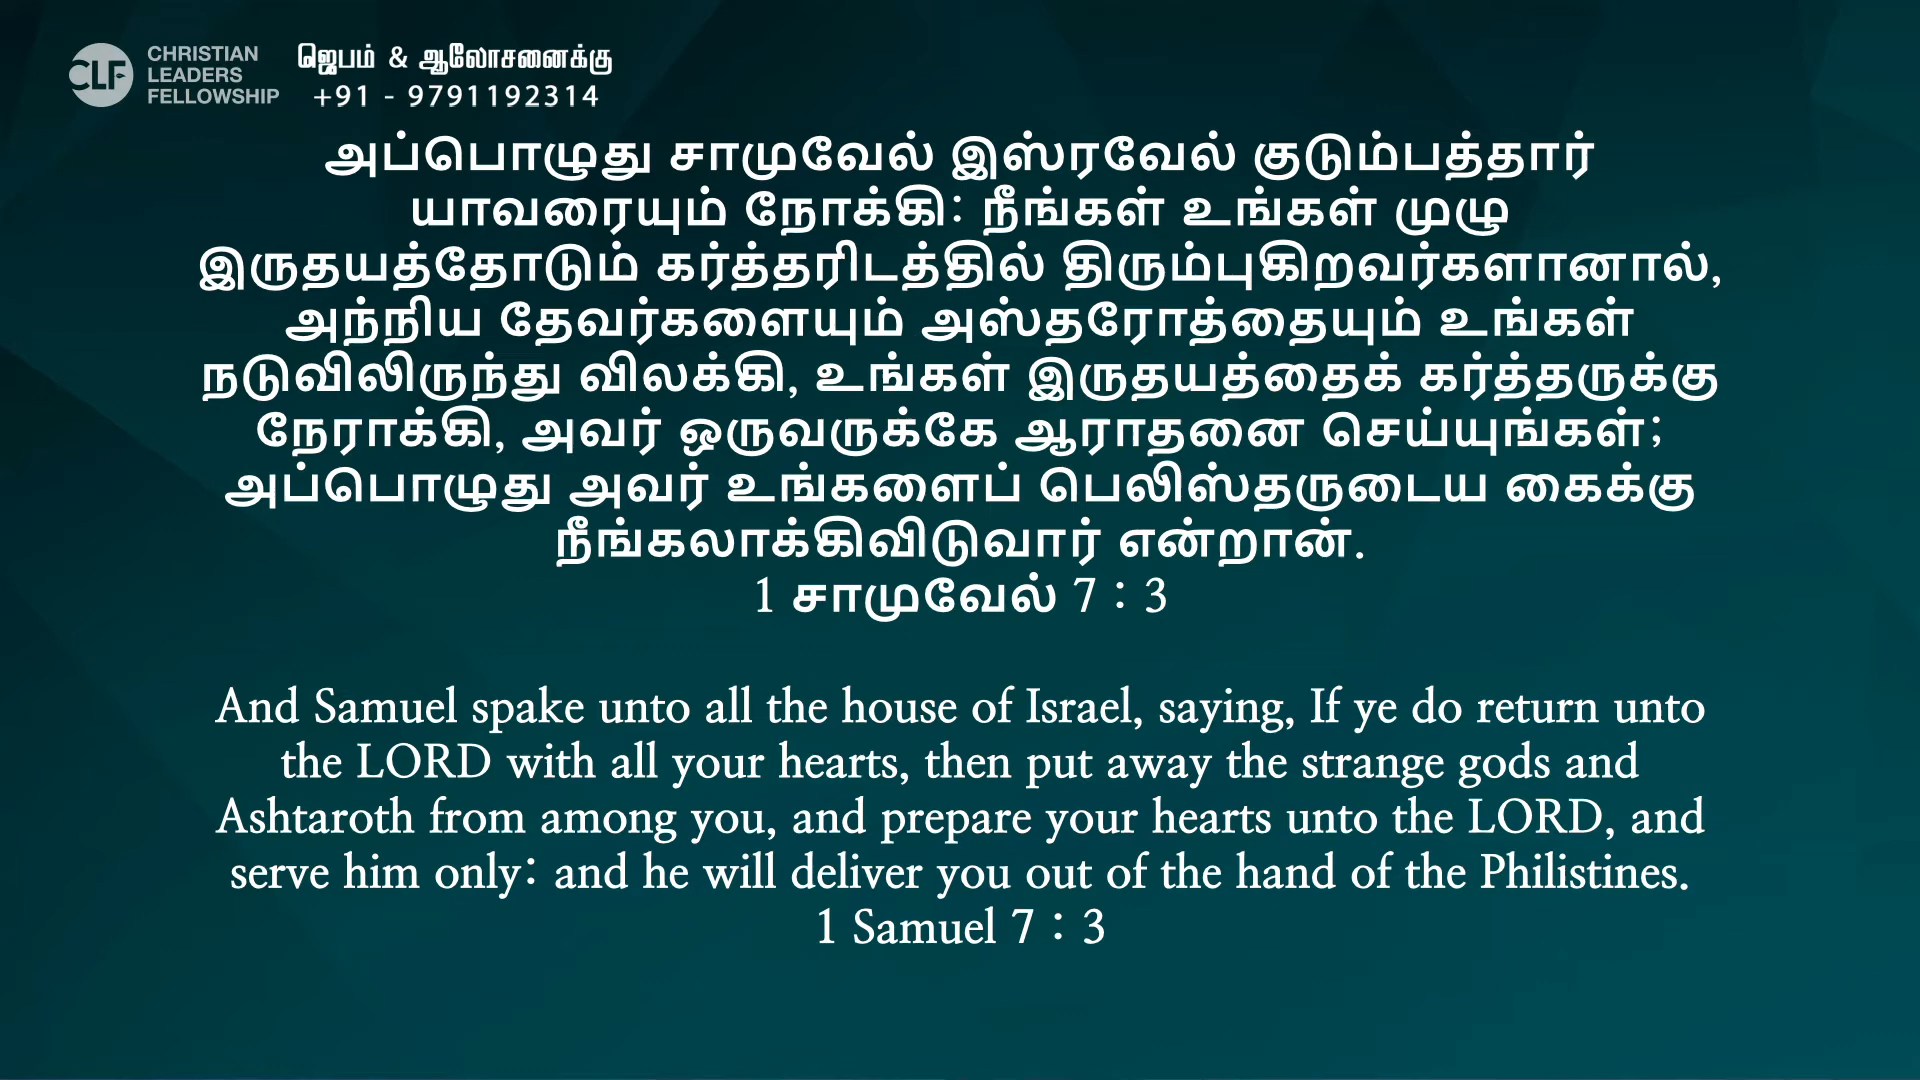 CLF
CHRISTIAN
LEADERS
FELLOWSHIP
ஜெபம் & ஆலோசனைக்கு
+91 - 9791192314
அப்பொழுது சாமுவேல் இஸ்ரவேல் குடும்பத்தார்
யாவரையும் நோக்கி: நீங்கள் உங்கள் முழு
இருதயத்தோடும் கர்த்தரிடத்தில் திரும்புகிறவர்களானால்,
அந்நிய தேவர்களையும் அஸ்தரோத்தையும் உங்கள்
நடுவிலிருந்து விலக்கி, உங்கள் இருதயத்தைக் கர்த்தருக்கு
நேராக்கி, அவர் ஒருவருக்கே ஆராதனை செய்யுங்கள்;
அப்பொழுது அவர் உங்களைப் பெலிஸ்தருடைய கைக்கு
நீங்கலாக்கிவிடுவார் என்றான்.
1 சாமுவேல் 7 : 3
And Samuel spake unto all the house of Israel, saying, If ye do return unto
the LORD with all your hearts, then put away the strange gods and
Ashtaroth from among you, and prepare your hearts unto the LORD, and
serve him only: and he will deliver you out of the hand of the Philistines.
1 Samuel 7 : 3